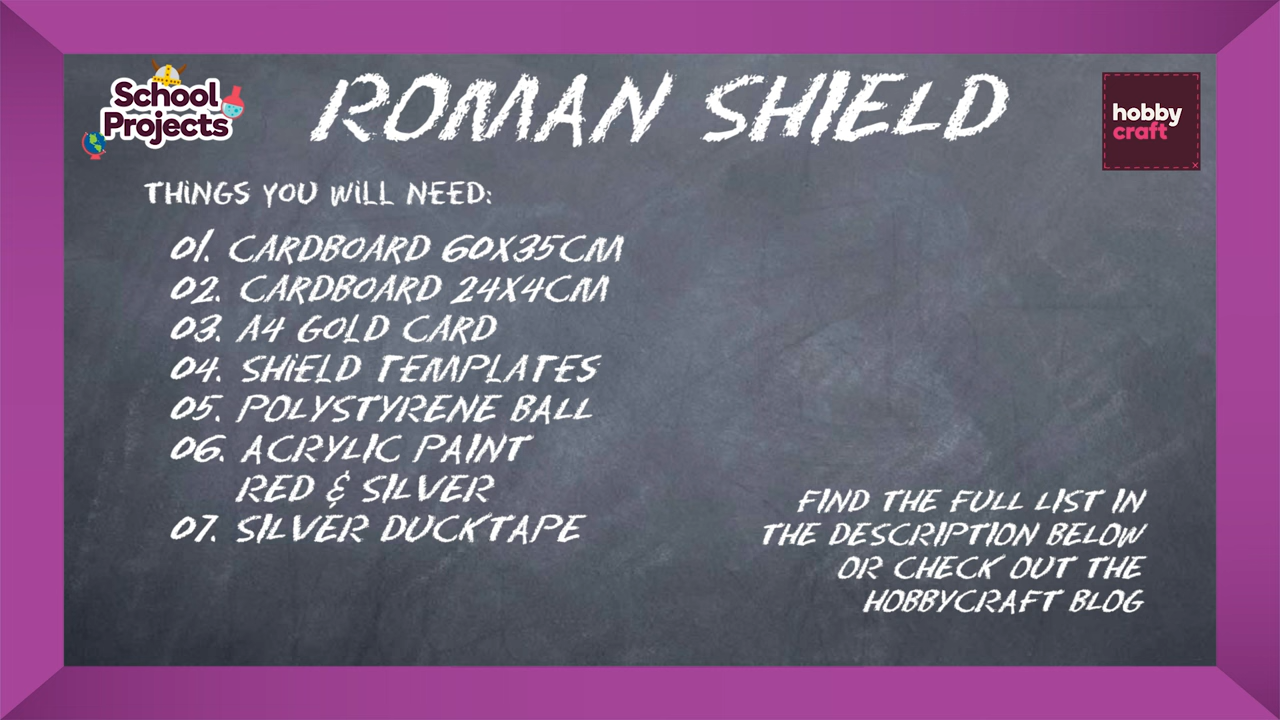 School
Projects
ROMAN SHIELD
hobby
craft
THINGS YOU WILL NEED:
01. CARDBOARD 60X35CM
02. CARDBOARD 24X4CM
03. A4 GOLD CARD
04. SHIELD TEMPLATES
05. POLYSTYRENE BALL
06. ACRYLIC PAINT
RED & SILVER
07. SILVER DUCKTAPE
FIND THE FULL LIST IN
THE DESCRIPTION BELOW
OR CHECK OUT THE
HOBBYCRAFT BLOG